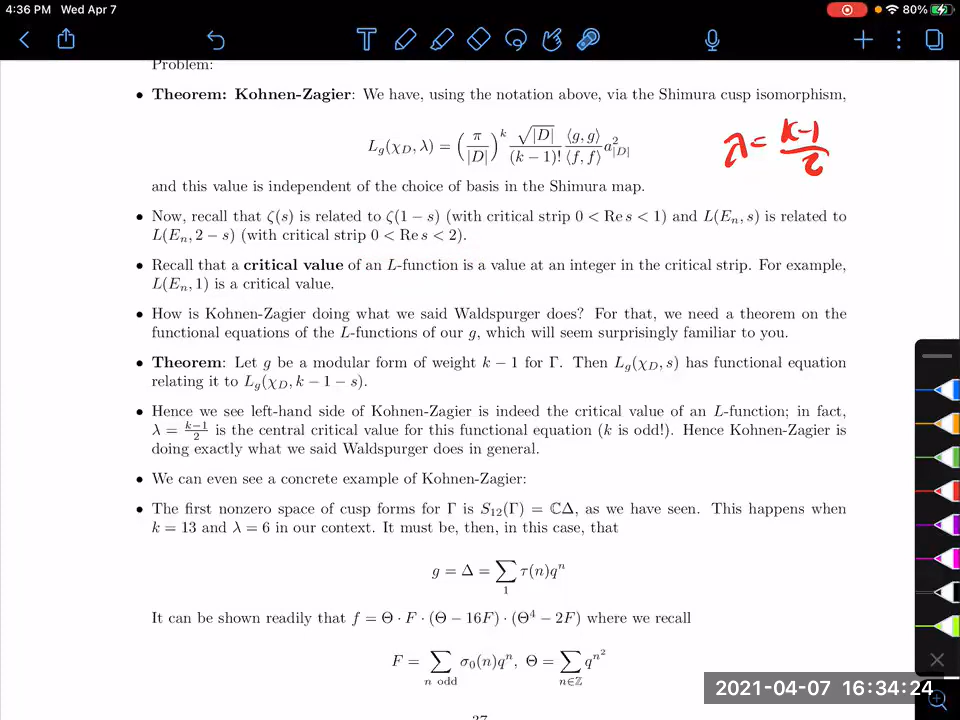 4:36 PM Wed Apr 7
80%
Problem:
• Theorem: Kohnen-Zagier: We have, using the notation above, via the Shimura cusp isomorphism,
L_g(χ_D, λ) = (π/|D|)^k √|D|/(k − 1)! ⟨g, g⟩/⟨f, f⟩ a²_{|D|}
λ = k-1/2
and this value is independent of the choice of basis in the Shimura map.
• Now, recall that ζ(s) is related to ζ(1 − s) (with critical strip 0 < Re s < 1) and L(E_n, s) is related to
L(E_n, 2 − s) (with critical strip 0 < Re s < 2).
• Recall that a critical value of an L-function is a value at an integer in the critical strip. For example,
L(E_n, 1) is a critical value.
• How is Kohnen-Zagier doing what we said Waldspurger does? For that, we need a theorem on the
functional equations of the L-functions of our g, which will seem surprisingly familiar to you.
• Theorem: Let g be a modular form of weight k − 1 for Γ. Then L_g(χ_D, s) has functional equation
relating it to L_g(χ_D, k − 1 − s).
• Hence we see left-hand side of Kohnen-Zagier is indeed the critical value of an L-function; in fact,
λ = k−1/2 is the central critical value for this functional equation (k is odd!). Hence Kohnen-Zagier is
doing exactly what we said Waldspurger does in general.
• We can even see a concrete example of Kohnen-Zagier:
• The first nonzero space of cusp forms for Γ is S₁₂(Γ) = ℂΔ, as we have seen. This happens when
k = 13 and λ = 6 in our context. It must be, then, in this case, that
g = Δ = ∑_1 τ(n)q^n
It can be shown readily that f = Θ · F · (Θ − 16F) · (Θ⁴ − 2F) where we recall
F = ∑_{n odd} σ₀(n)q^n, Θ = ∑_{n∈ℤ} q^{n²}
2021-04-07 16:34:24